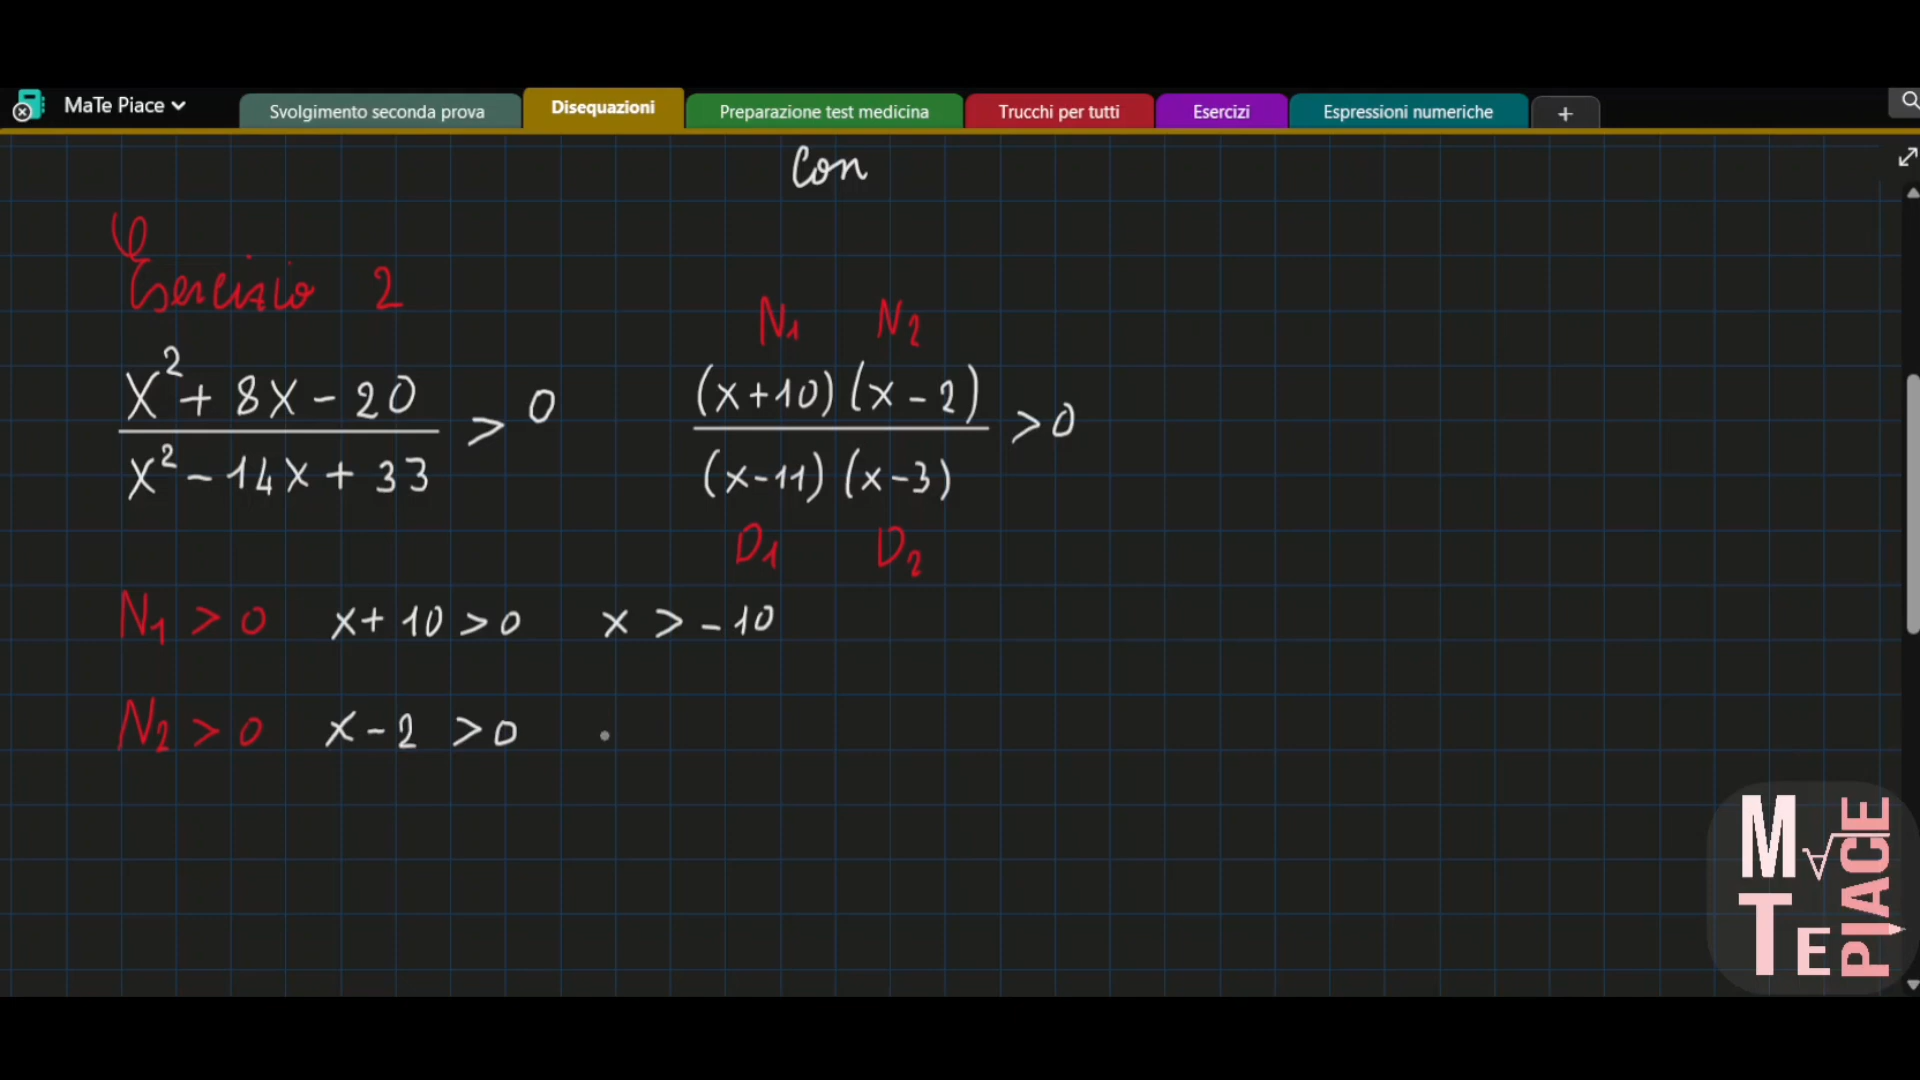 MaTe Piace
Svolgimento seconda prova
Disequazioni
Preparazione test medicina
Trucchi per tutti
Esercizi
Espressioni numeriche
+
Con
Esercizio 2
N₁ N₂
x² + 8x - 20 / x² - 14x + 33 > 0
(x+10)(x-2) / (x-11)(x-3) > 0
D₁ D₂
N₁ > 0 x + 10 > 0 x > -10
N₂ > 0 x - 2 > 0
MA TE PIACE